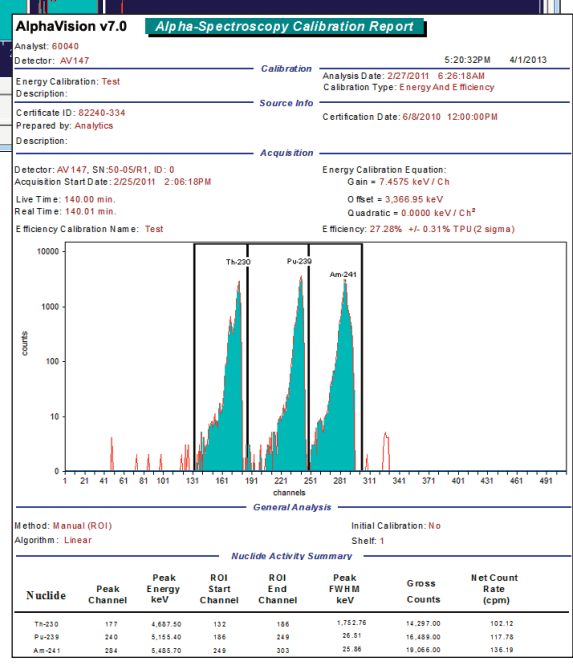 AlphaVision v7.0 Alpha-Spectroscopy Calibration Report
Analyst: 60040
Detector: AV147 5:20:32PM 4/1/2013
Calibration
Energy Calibration: Test Analysis Date: 2/27/2011 6:26:18AM
Description: Calibration Type: Energy And Efficiency
Source Info
Certificate ID: 82240-334 Certification Date: 6/8/2010 12:00:00PM
Prepared by: Analytics
Description:
Acquisition
Detector: AV147, SN:50-05/R1, ID: 0 Energy Calibration Equation:
Acquisition Start Date: 2/25/2011 2:06:18PM Gain = 7.4575 keV / Ch
Live Time: 140.00 min. Offset = 3,366.95 keV
Real Time: 140.01 min. Quadratic = 0.0000 keV / Ch²
Efficiency Calibration Name: Test Efficiency: 27.28% +/- 0.31% TPU (2 sigma)
10000
Th-230 Pu-239 Am-241
1000
counts
100
10
0
1 21 41 61 81 101 131 161 191 221 251 281 311 341 371 401 431 461 491
channels
General Analysis
Method: Manual (ROI) Initial Calibration: No
Algorithm: Linear Shelf: 1
Nuclide Activity Summary
Nuclide Peak Channel Peak Energy keV ROI Start Channel ROI End Channel Peak FWHM keV Gross Counts Net Count Rate (cpm)
Th-230 177 4,687.50 132 186 1,752.76 14,297.00 102.12
Pu-239 240 5,155.40 186 249 26.51 16,489.00 117.78
Am-241 284 5,485.70 249 303 25.86 19,066.00 136.19